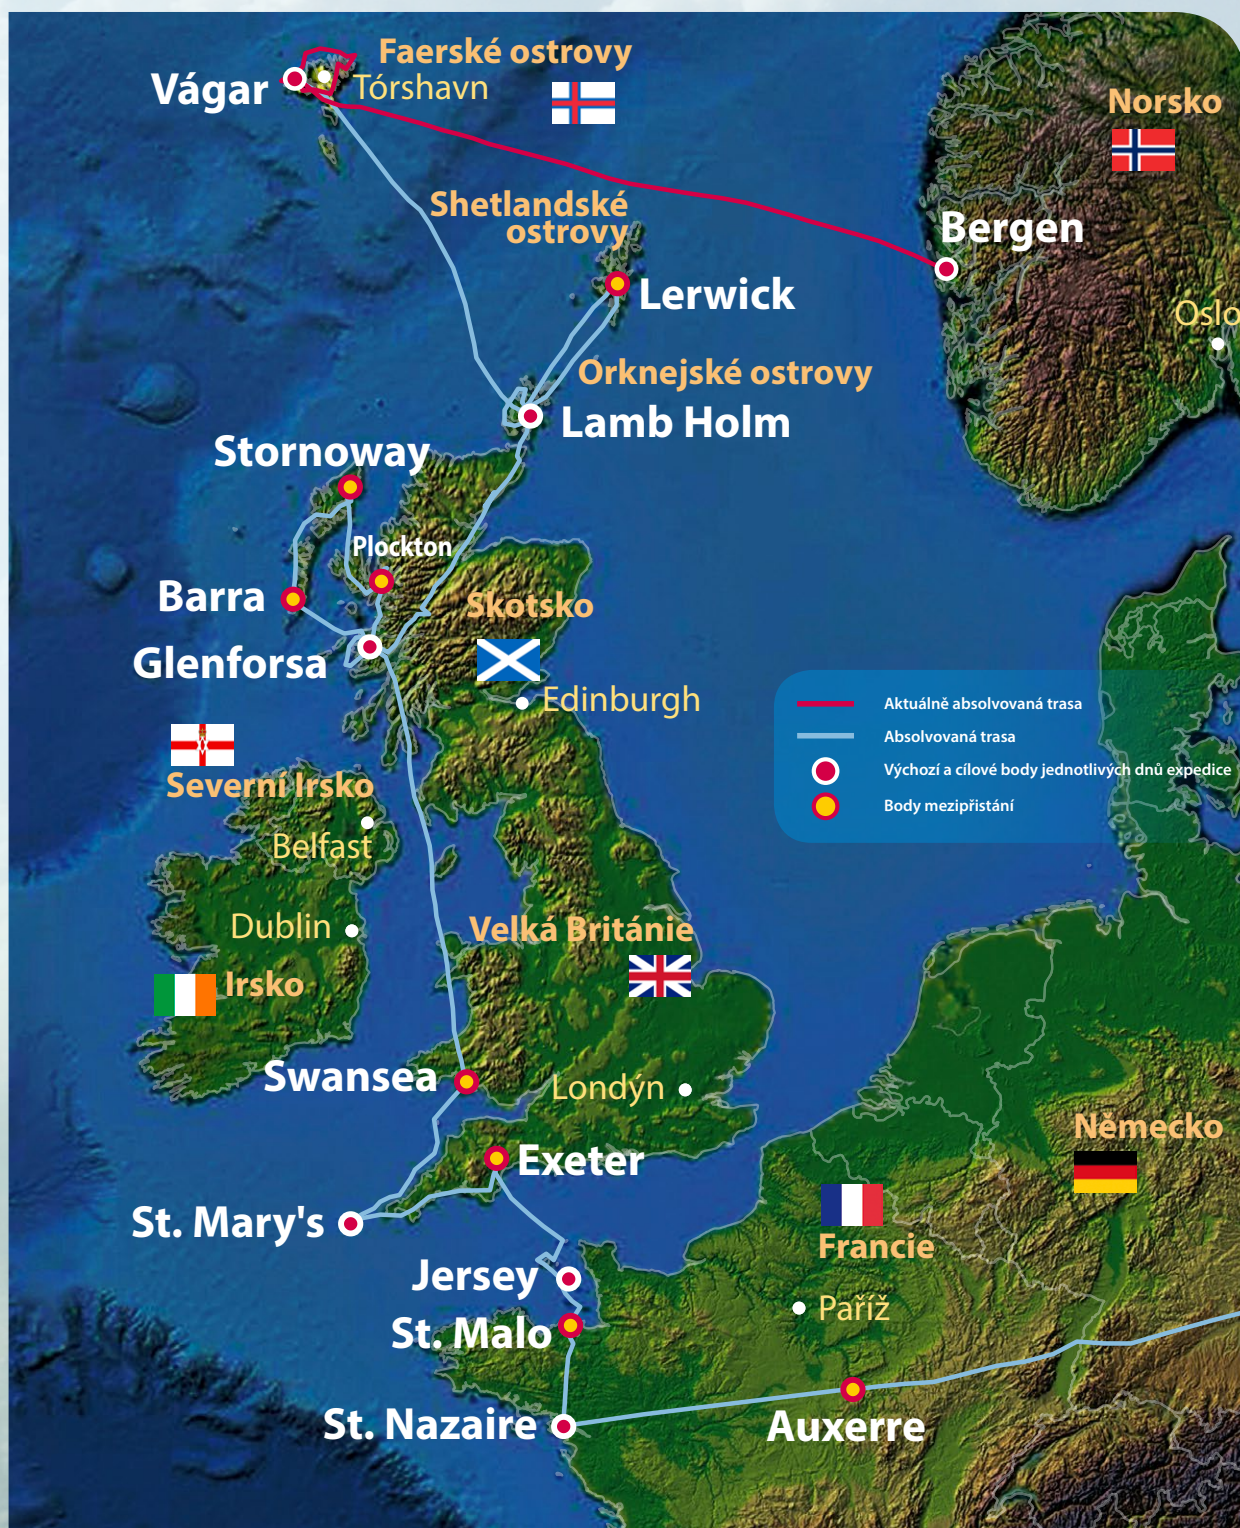 Faerské ostrovy
Vágar
Tórshavn
Norsko
Shetlandské
ostrovy
Bergen
Lerwick
Oslo
Orknejské ostrovy
Lamb Holm
Stornoway
Plockton
Barra
Skotsko
Glenforsa
Edinburgh
Aktuálně absolvovaná trasa
Absolvovaná trasa
Výchozí a cílové body jednotlivých dnů expedice
Body mezipřistání
Severní Irsko
Belfast
Dublin
Velká Británie
Irsko
Swansea
Londýn
Německo
Exeter
St. Mary's
Francie
Jersey
Paříž
St. Malo
St. Nazaire
Auxerre